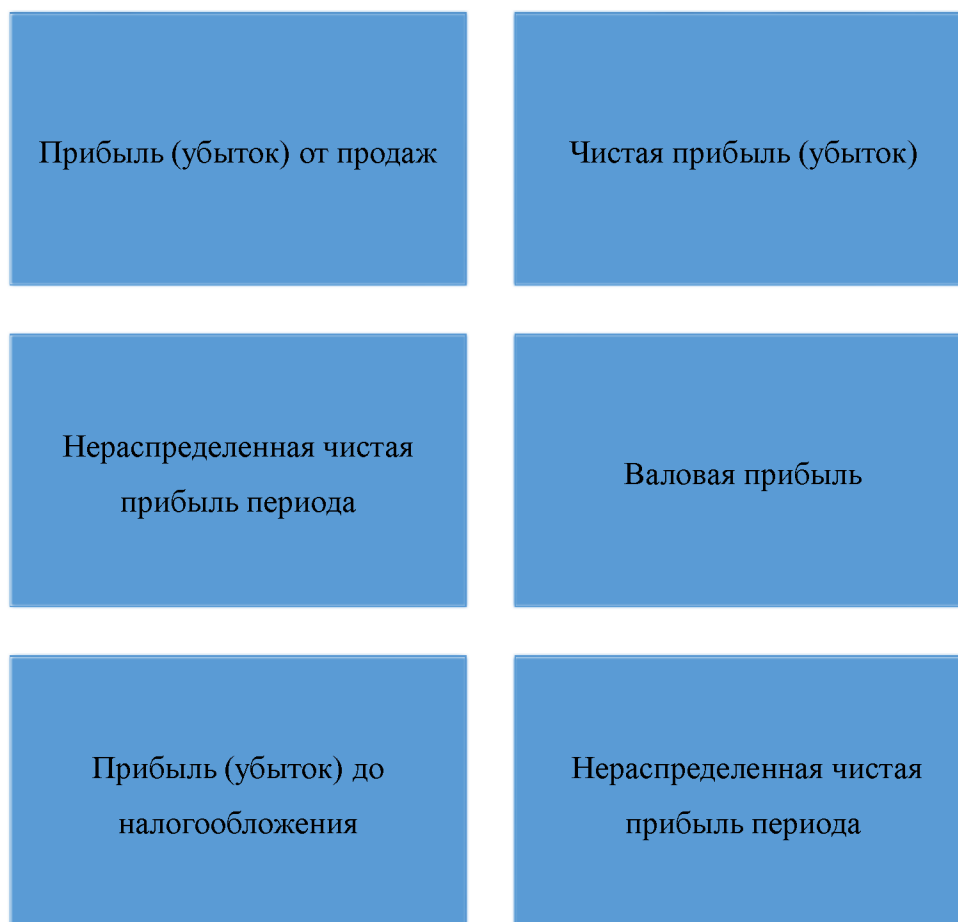 Прибыль (убыток) от продаж
Чистая прибыль (убыток)
Нераспределенная чистая
прибыль периода
Валовая прибыль
Прибыль (убыток) до
налогообложения
Нераспределенная чистая
прибыль периода